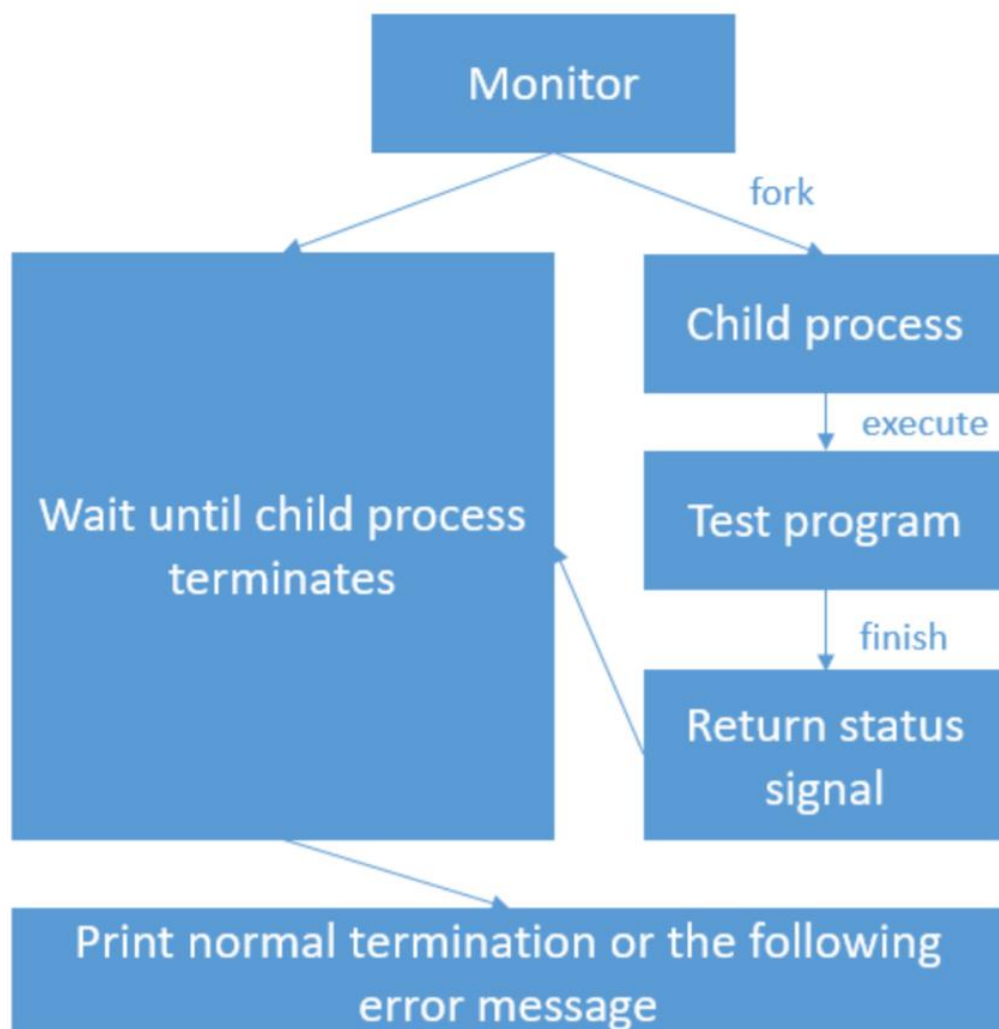 Monitor
fork
Child process
execute
Wait until child process
terminates
Test program
finish
Return status
signal
Print normal termination or the following
error message